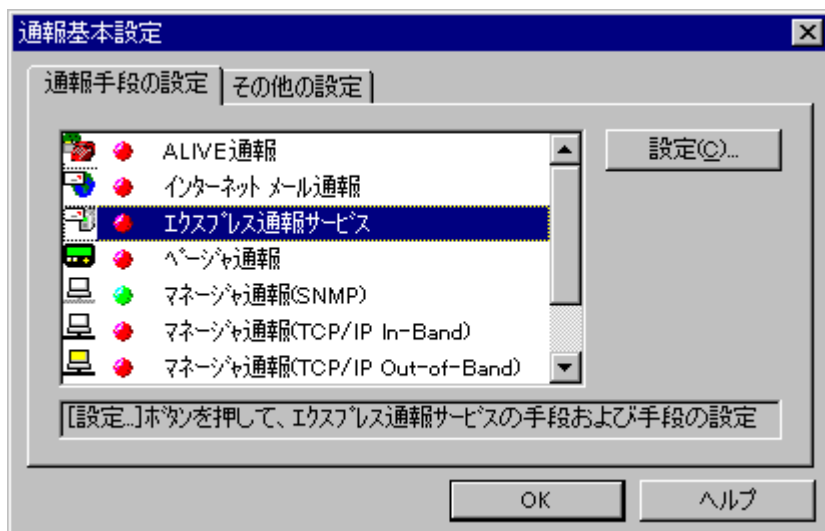 通報基本設定
通報手段の設定 その他の設定
ALIVE通報
設定(C)...
インターネット メール通報
エクスプレス通報サービス
ページャ通報
マネージャ通報(SNMP)
マネージャ通報(TCP/IP In-Band)
マネージャ通報(TCP/IP Out-of-Band)
[設定...]ボタンを押して、エクスプレス通報サービスの手段および手段の設定
OK ヘルプ